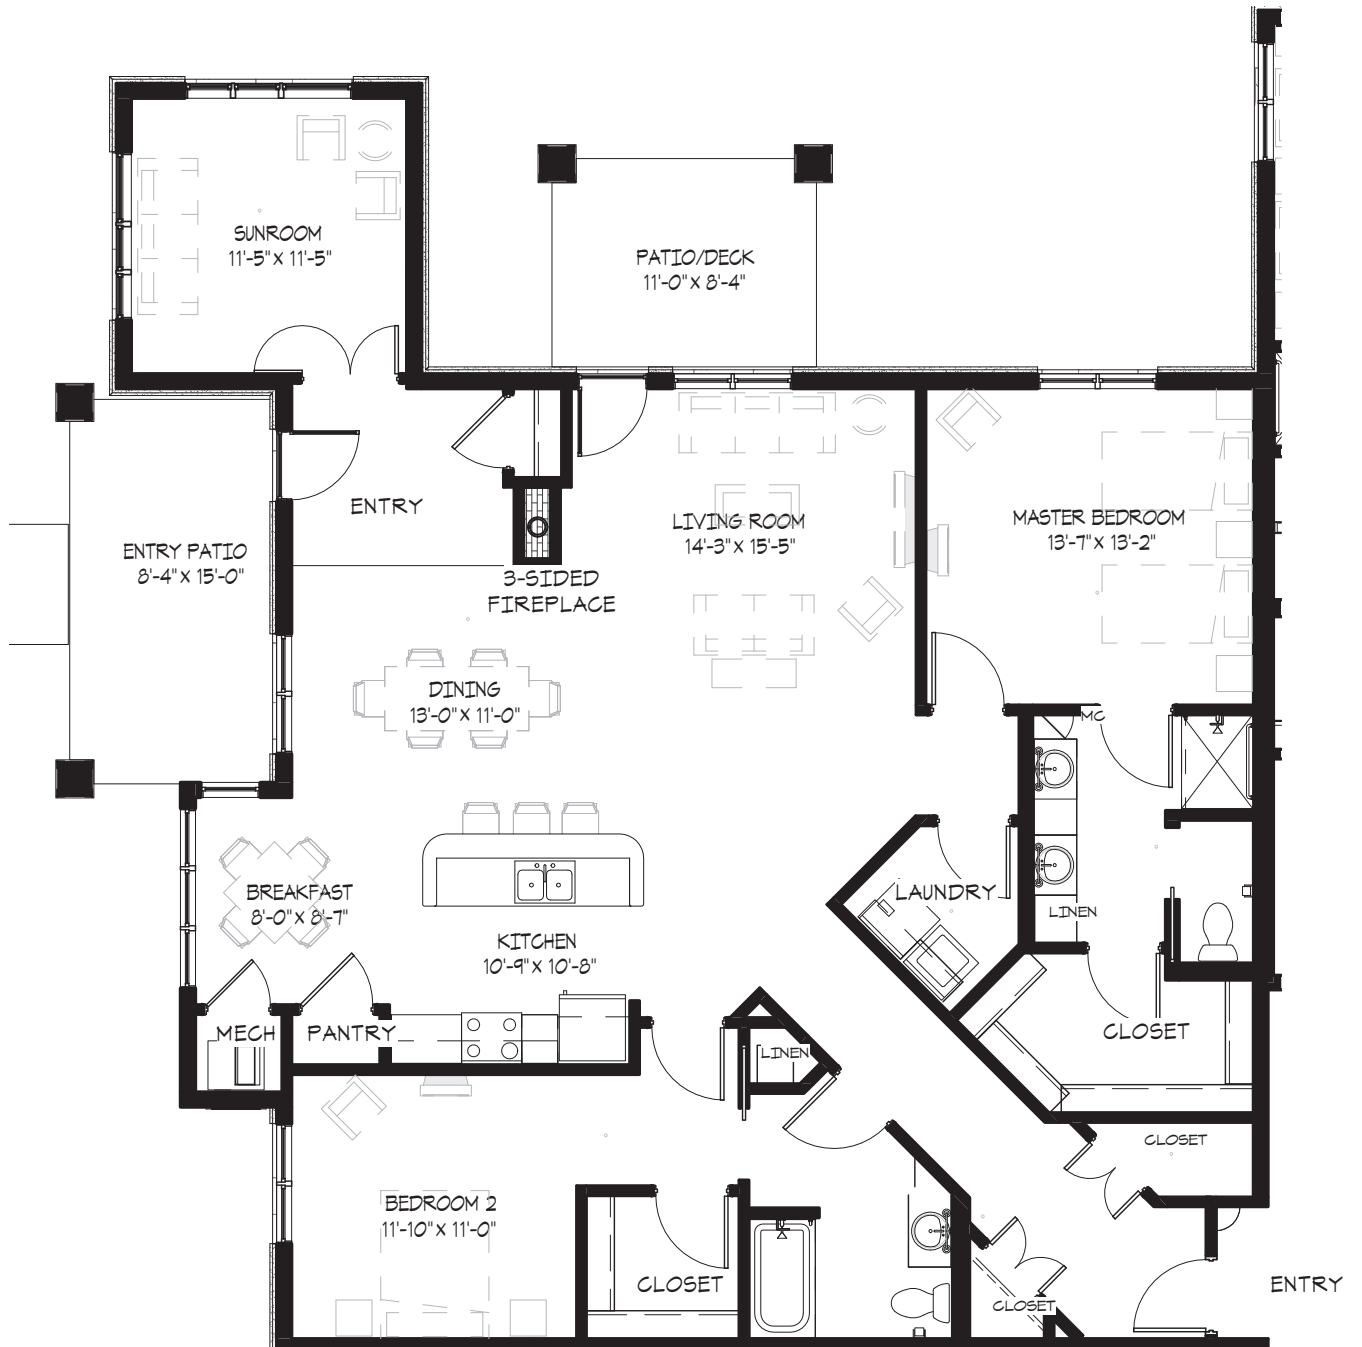 SUNROOM
11'-5" x 11'-5"
PATIO/DECK
11'-0" x 8'-4"
ENTRY
ENTRY PATIO
8'-4" x 15'-0"
3-SIDED
FIREPLACE
LIVING ROOM
14'-3" x 15'-5"
MASTER BEDROOM
13'-7" x 13'-2"
DINING
13'-0" x 11'-0"
MC
BREAKFAST
8'-0" x 8'-7"
KITCHEN
10'-9" x 10'-8"
LAUNDRY
LINEN
MECH
PANTRY
LINEN
CLOSET
CLOSET
BEDROOM 2
11'-10" x 11'-0"
CLOSET
CLOSET
ENTRY